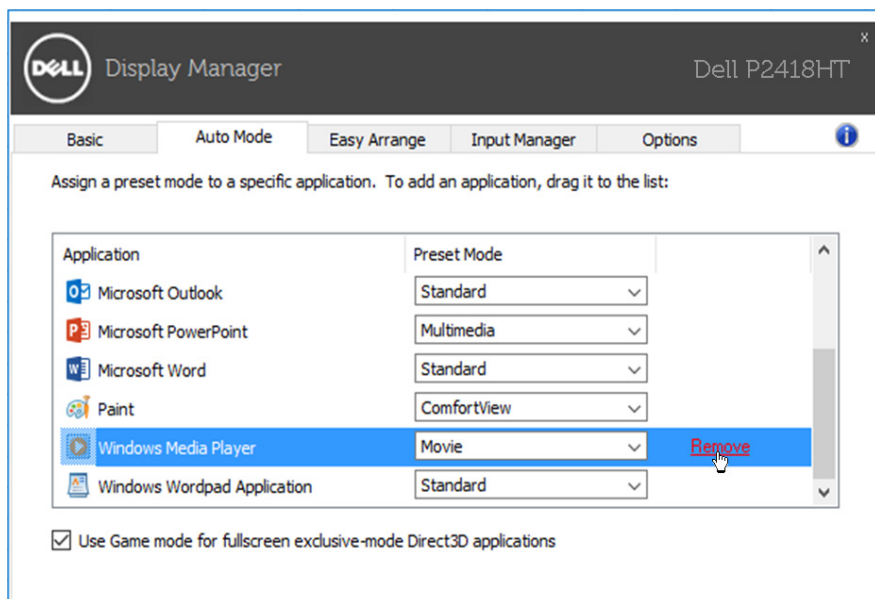 DELL Display Manager Dell P2418HT x
Basic Auto Mode Easy Arrange Input Manager Options i
Assign a preset mode to a specific application. To add an application, drag it to the list:
Application Preset Mode
Microsoft Outlook Standard
Microsoft PowerPoint Multimedia
Microsoft Word Standard
Paint ComfortView
Windows Media Player Movie Remove
Windows Wordpad Application Standard
Use Game mode for fullscreen exclusive-mode Direct3D applications